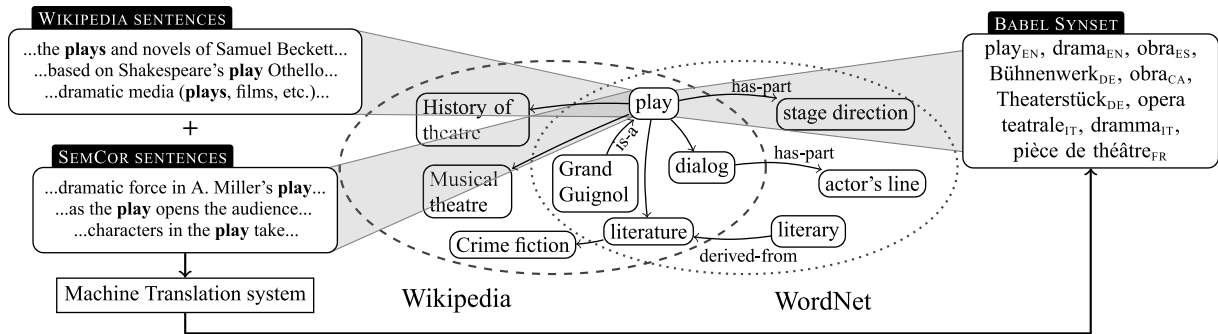 WIKIPEDIA SENTENCES
...the plays and novels of Samuel Beckett...
...based on Shakespeare's play Othello...
...dramatic media (plays, films, etc.)...
+
SEMCOR SENTENCES
...dramatic force in A. Miller's play...
...as the play opens the audience...
...characters in the play take...
Machine Translation system
play
has-part
stage direction
History of
theatre
is-a
Grand
Guignol
dialog
has-part
actor's line
Musical
theatre
literature
literary
derived-from
Crime fiction
Wikipedia
WordNet
BABEL SYNSET
playEN, dramaEN, obraES,
BühnenwerkDE, obraCA,
TheaterstückDE, opera
teatraleIT, drammaIT,
pièce de théâtreFR